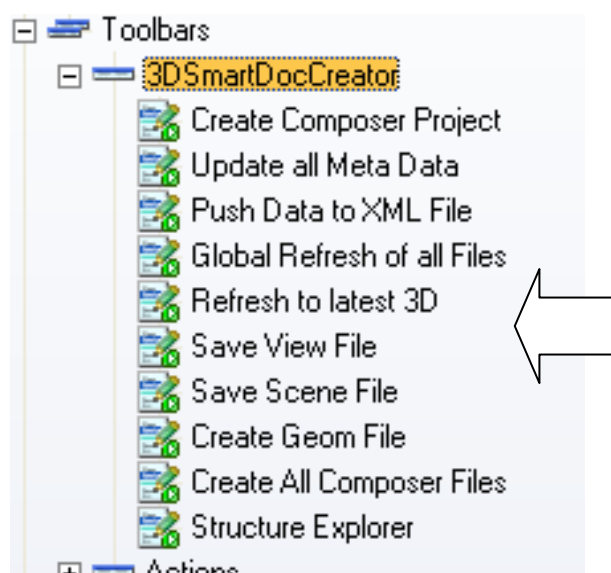 Toolbars
3DSmartDocCreator
Create Composer Project
Update all Meta Data
Push Data to XML File
Global Refresh of all Files
Refresh to latest 3D
Save View File
Save Scene File
Create Geom File
Create All Composer Files
Structure Explorer
Actions